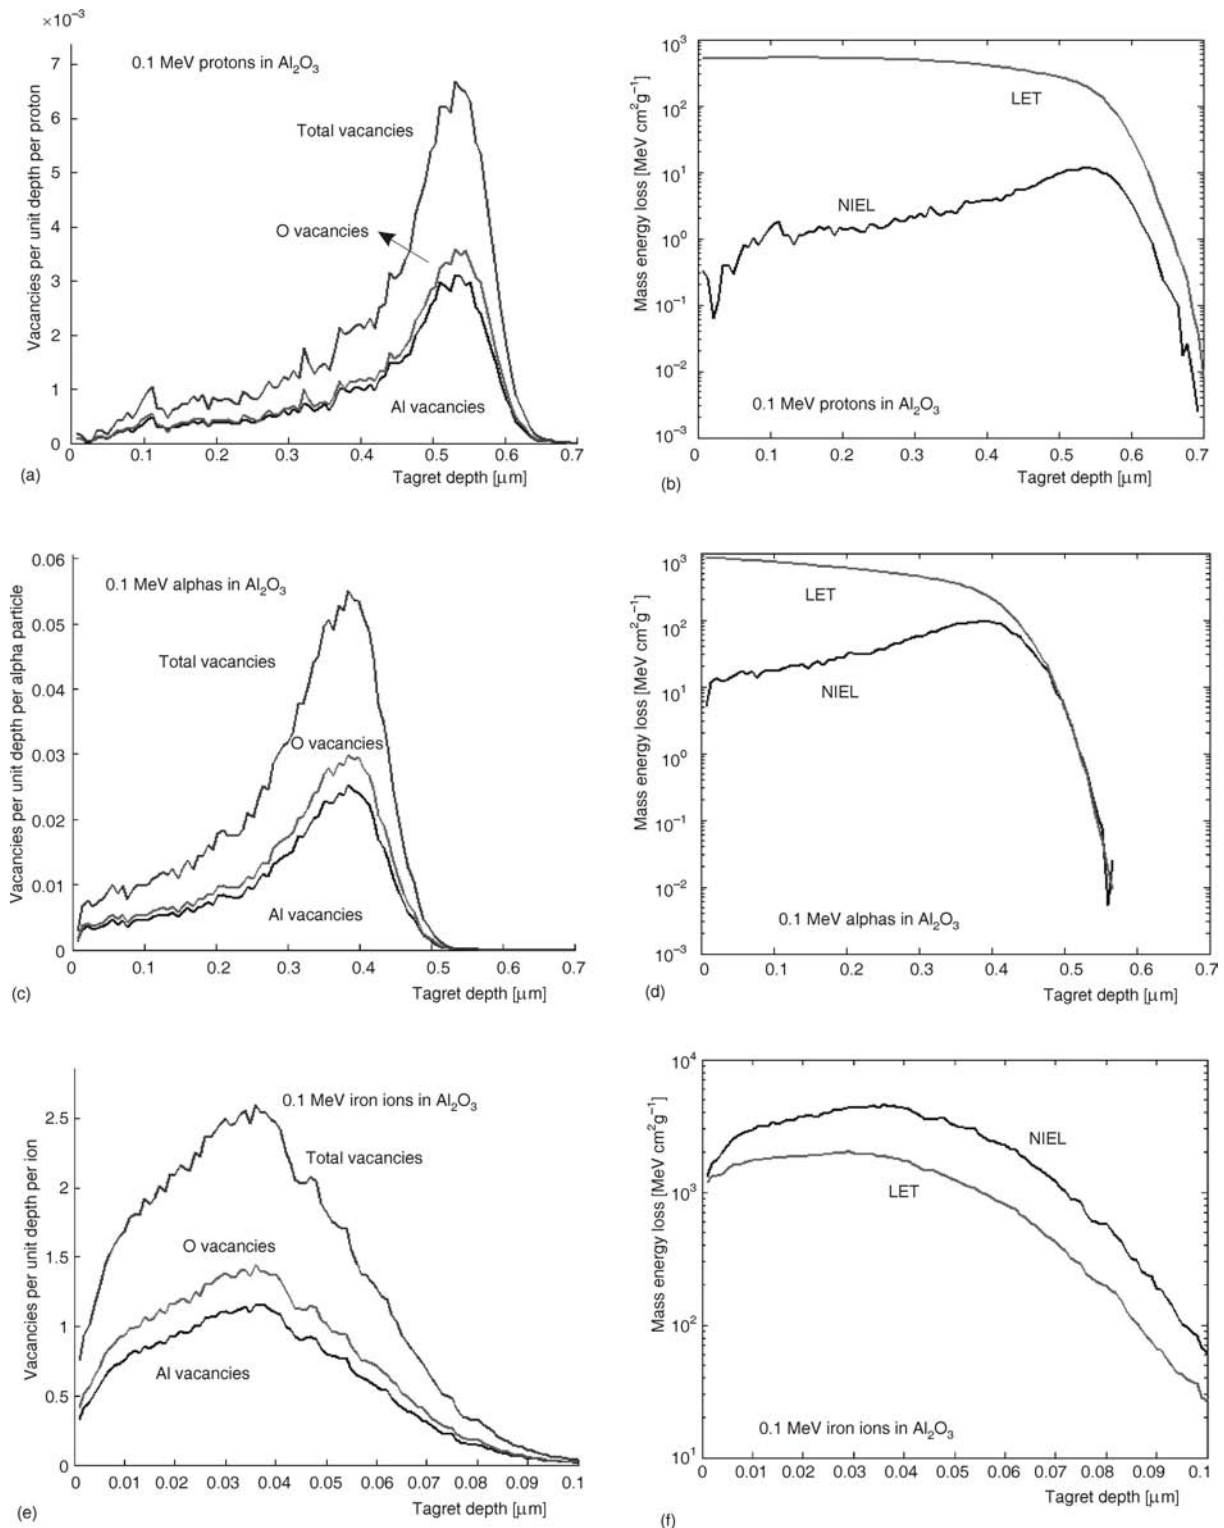 ×10⁻³
7
6
5
4
3
2
1
0
Vacancies per unit depth per proton
0.1 MeV protons in Al₂O₃
Total vacancies
O vacancies
Al vacancies
0 0.1 0.2 0.3 0.4 0.5 0.6 0.7
Tagret depth [μm]
(a)
10³
10²
10¹
10⁰
10⁻¹
10⁻²
10⁻³
Mass energy loss [MeV cm²g⁻¹]
LET
NIEL
0.1 MeV protons in Al₂O₃
0 0.1 0.2 0.3 0.4 0.5 0.6 0.7
Tagret depth [μm]
(b)
0.06
0.05
0.04
0.03
0.02
0.01
0
Vacancies per unit depth per alpha particle
0.1 MeV alphas in Al₂O₃
Total vacancies
O vacancies
Al vacancies
0 0.1 0.2 0.3 0.4 0.5 0.6 0.7
Tagret depth [μm]
(c)
10³
10²
10¹
10⁰
10⁻¹
10⁻²
10⁻³
Mass energy loss [MeV cm²g⁻¹]
LET
NIEL
0.1 MeV alphas in Al₂O₃
0 0.1 0.2 0.3 0.4 0.5 0.6 0.7
Tagret depth [μm]
(d)
2.5
2
1.5
1
0.5
0
Vacancies per unit depth per ion
0.1 MeV iron ions in Al₂O₃
Total vacancies
O vacancies
Al vacancies
0 0.01 0.02 0.03 0.04 0.05 0.06 0.07 0.08 0.09 0.1
Tagret depth [μm]
(e)
10⁴
10³
10²
10¹
Mass energy loss [MeV cm²g⁻¹]
NIEL
LET
0.1 MeV iron ions in Al₂O₃
0 0.01 0.02 0.03 0.04 0.05 0.06 0.07 0.08 0.09 0.1
Tagret depth [μm]
(f)